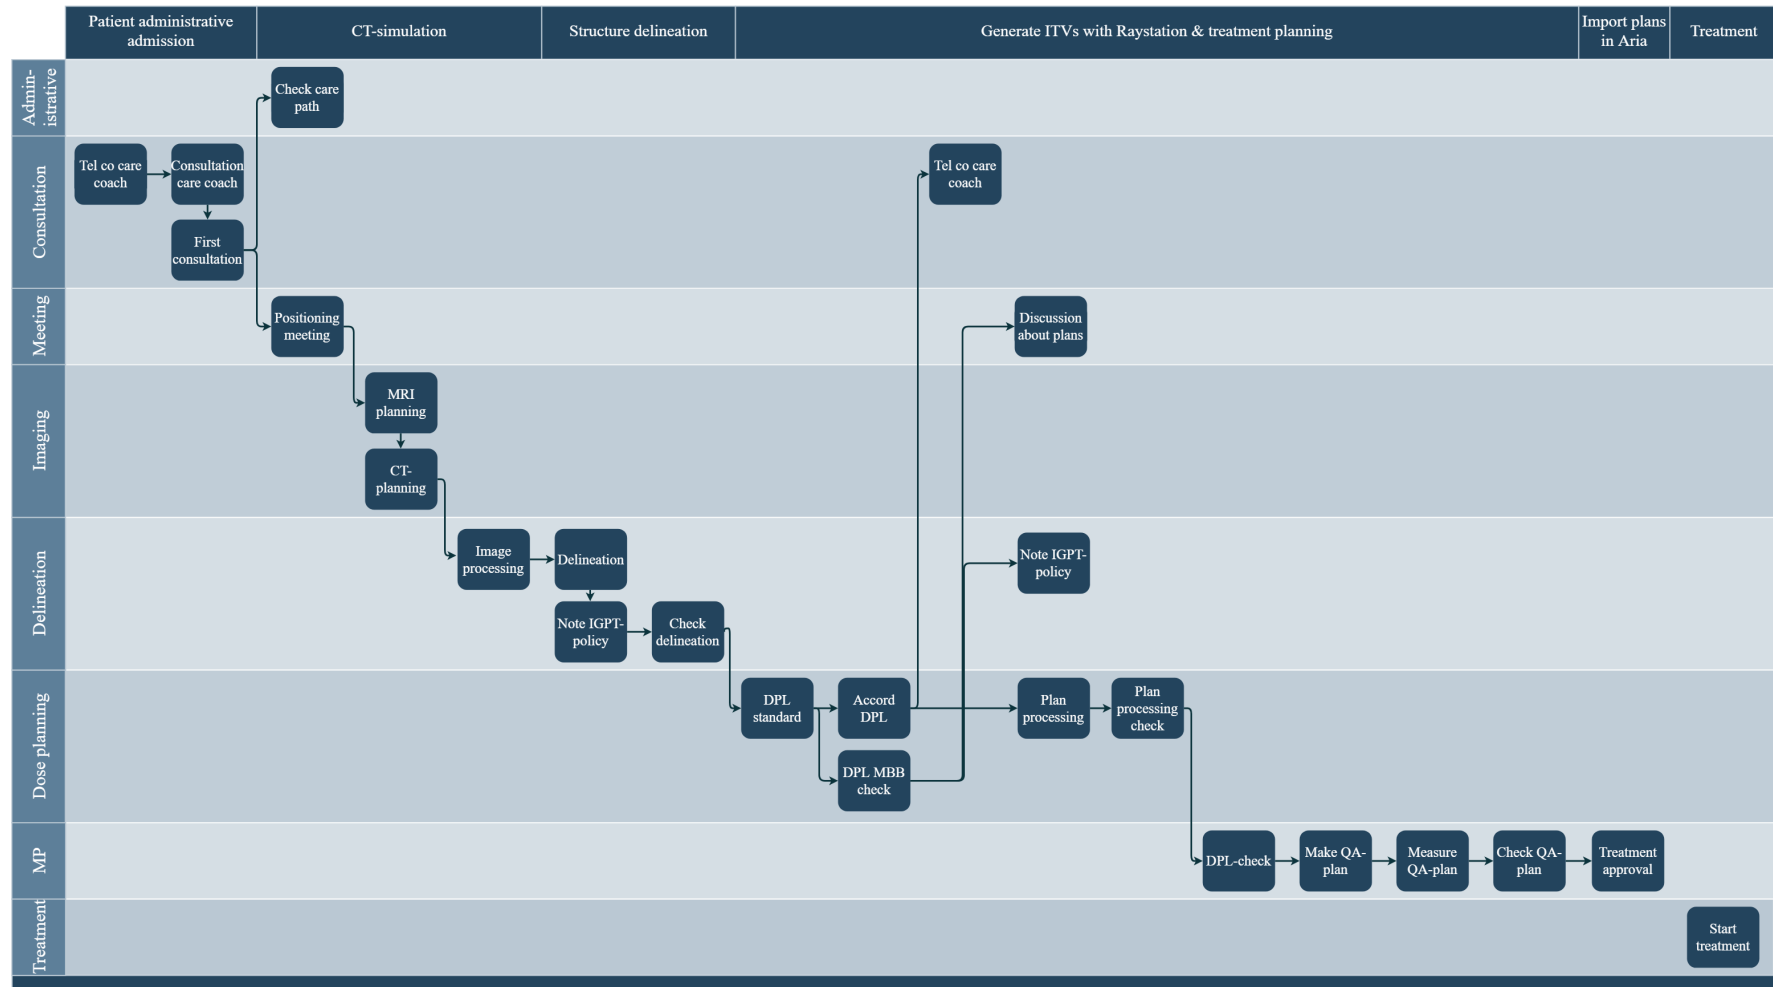 Patient administrative
admission
CT-simulation
Structure delineation
Generate ITVs with Raystation & treatment planning
Import plans
in Aria
Treatment
Admin-
istrative
Check care
path
Consultation
Tel co care
coach
Consultation
care coach
Tel co care
coach
First
consultation
Meeting
Positioning
meeting
Discussion
about plans
Imaging
MRI
planning
CT-
planning
Delineation
Image
processing
Delineation
Note IGPT-
policy
Note IGPT-
policy
Check
delineation
Dose planning
DPL
standard
Accord
DPL
Plan
processing
Plan
processing
check
DPL MBB
check
MP
DPL-check
Make QA-
plan
Measure
QA-plan
Check QA-
plan
Treatment
approval
Treatment
Start
treatment